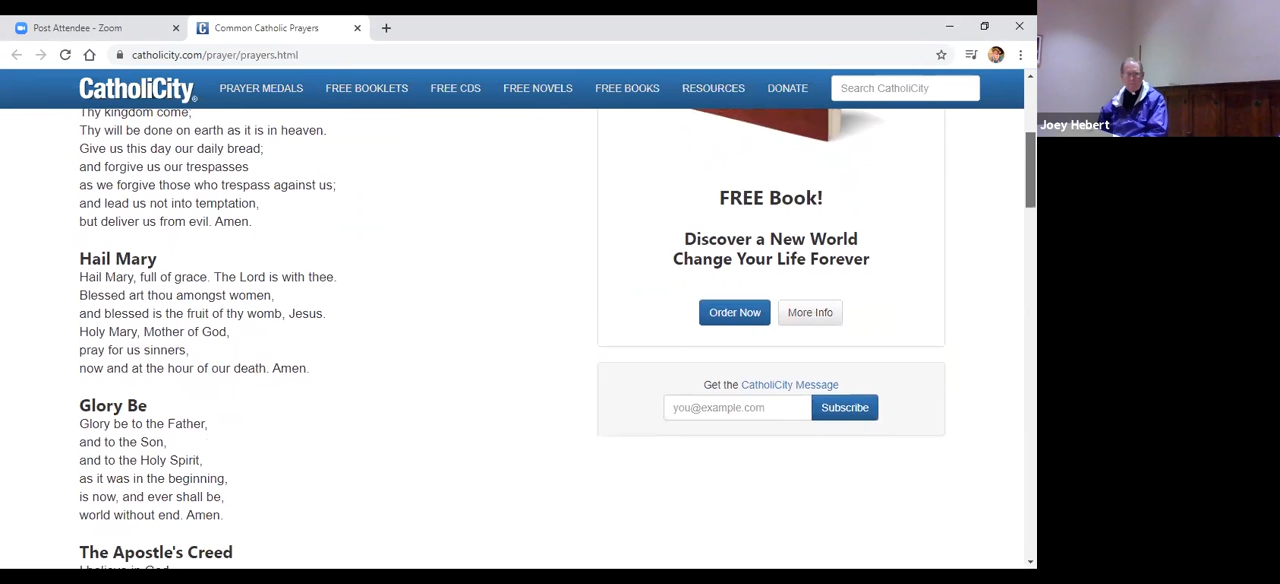 Post Attendee - Zoom
Common Catholic Prayers
catholicity.com/prayer/prayers.html
CatholiCity
PRAYER MEDALS
FREE BOOKLETS
FREE CDS
FREE NOVELS
FREE BOOKS
RESOURCES
DONATE
Search CatholiCity
Thy kingdom come;
Thy will be done on earth as it is in heaven.
Give us this day our daily bread;
and forgive us our trespasses
as we forgive those who trespass against us;
and lead us not into temptation,
but deliver us from evil. Amen.
Hail Mary
Hail Mary, full of grace. The Lord is with thee.
Blessed art thou amongst women,
and blessed is the fruit of thy womb, Jesus.
Holy Mary, Mother of God,
pray for us sinners,
now and at the hour of our death. Amen.
Glory Be
Glory be to the Father,
and to the Son,
and to the Holy Spirit,
as it was in the beginning,
is now, and ever shall be,
world without end. Amen.
The Apostle's Creed
I believe in God
FREE Book!
Discover a New World
Change Your Life Forever
Order Now
More Info
Get the CatholiCity Message
you@example.com
Subscribe
Joey Hebert